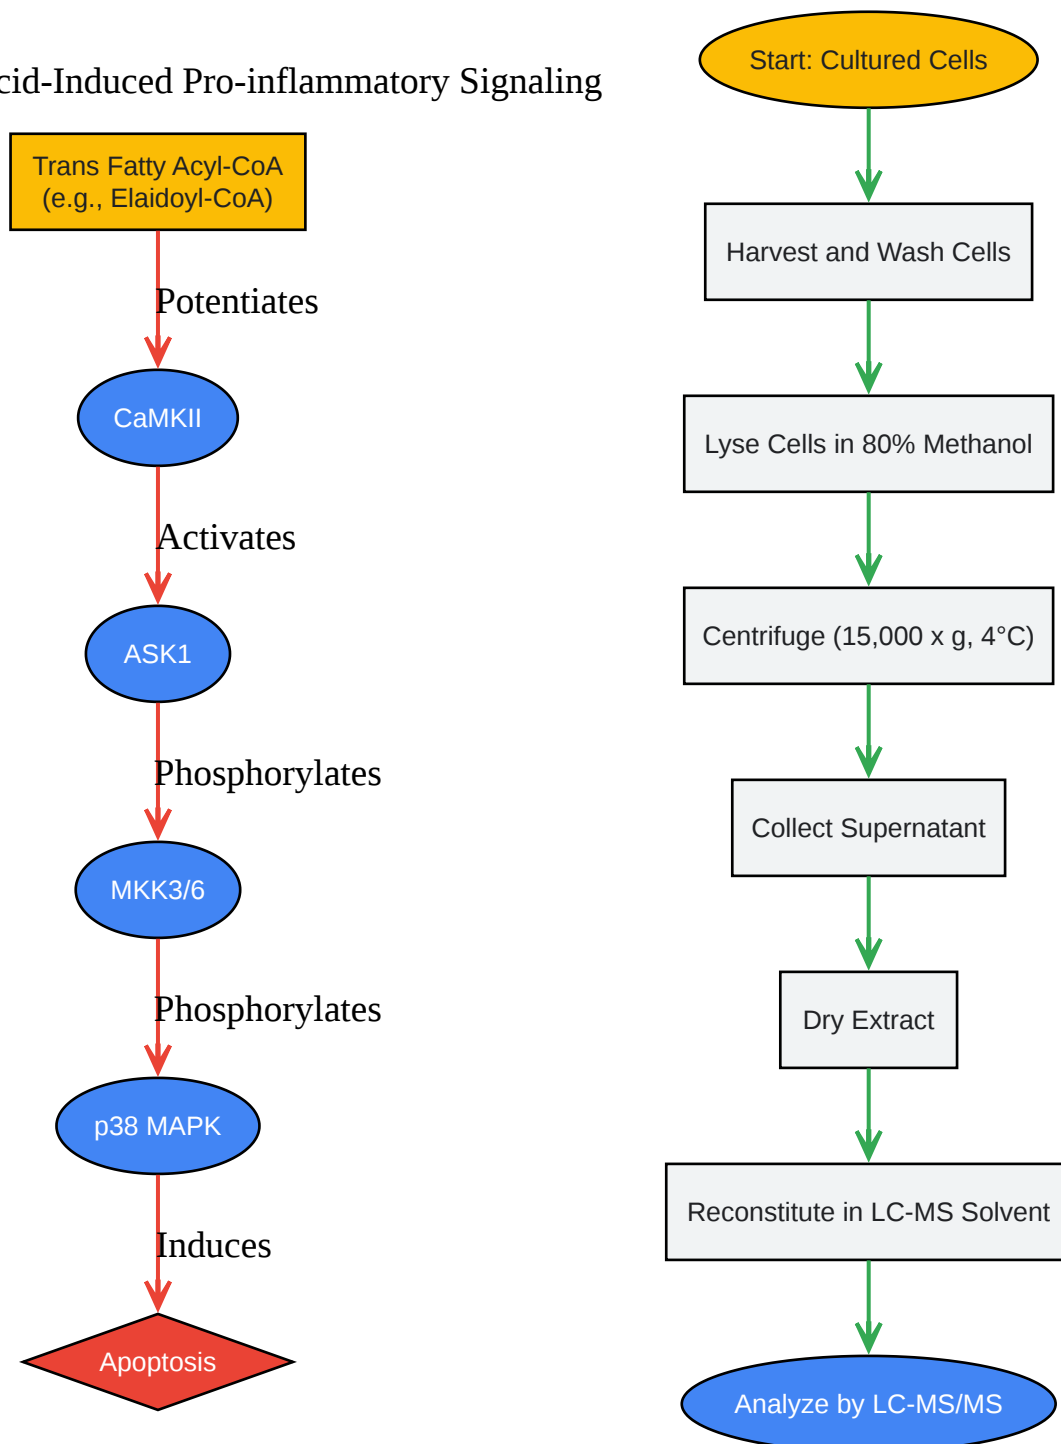 cid-Induced Pro-inflammatory Signaling
Trans Fatty Acyl-CoA
(e.g., Elaidoyl-CoA)
Potentiates
CaMKII
Activates
ASK1
Phosphorylates
MKK3/6
Phosphorylates
p38 MAPK
Induces
Apoptosis
Start: Cultured Cells
Harvest and Wash Cells
Lyse Cells in 80% Methanol
Centrifuge (15,000 x g, 4°C)
Collect Supernatant
Dry Extract
Reconstitute in LC-MS Solvent
Analyze by LC-MS/MS